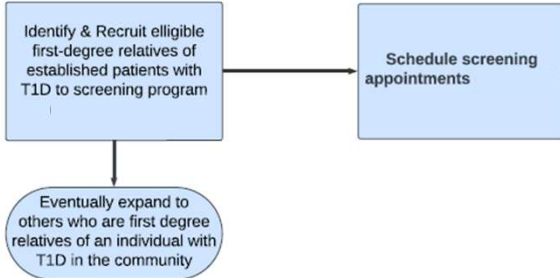 Identify & Recruit elligible
first-degree relatives of
established patients with
T1D to screening program
Schedule screening
appointments
Eventually expand to
others who are first degree
relatives of an individual with
T1D in the community